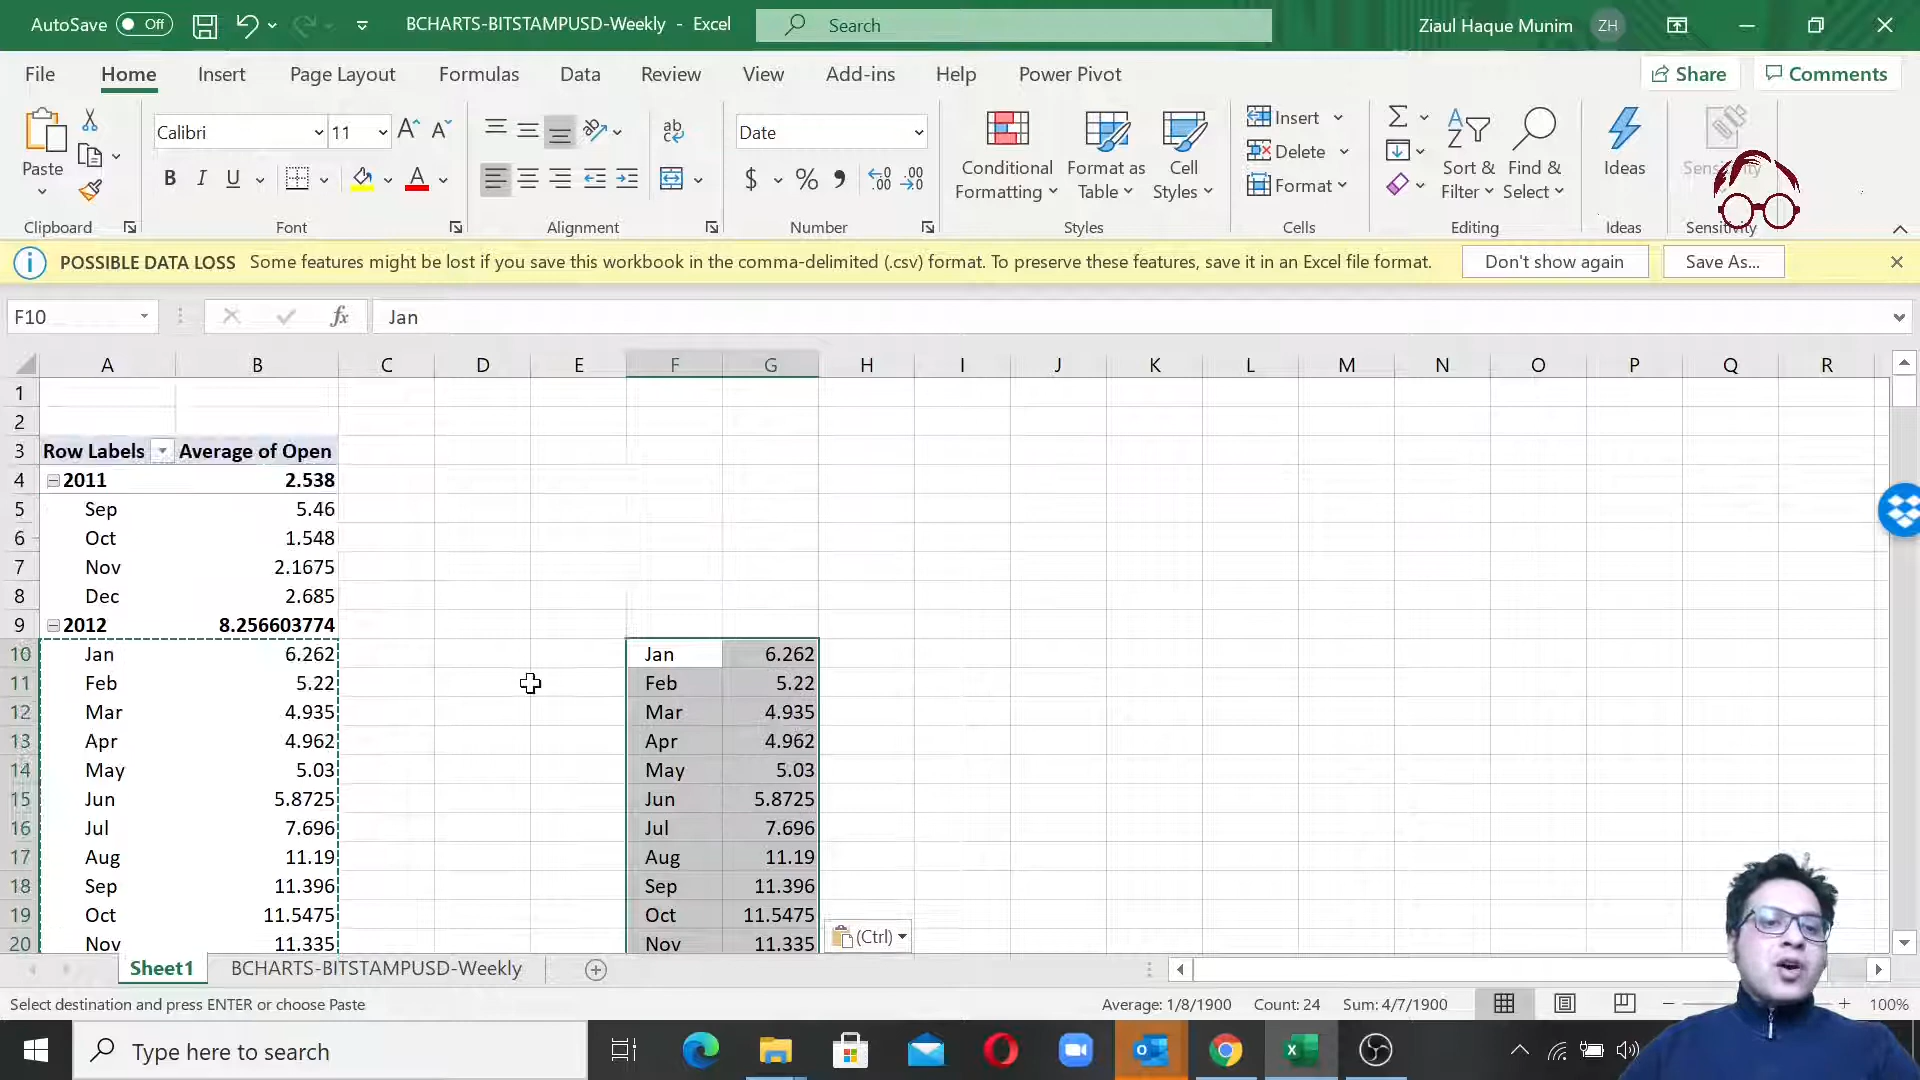 AutoSave Off BCHARTS-BITSTAMPUSD-Weekly - Excel Search Ziaul Haque Munim ZH
File Home Insert Page Layout Formulas Data Review View Add-ins Help Power Pivot Share Comments
Paste
Clipboard
Calibri 11
B I U
Font
ab
Alignment
Date
$ % 9
Number
Conditional Formatting
Format as Table
Cell Styles
Styles
Insert
Delete
Format
Cells
Sort & Filter
Find & Select
Editing
Ideas
Ideas
Sensitivity
POSSIBLE DATA LOSS Some features might be lost if you save this workbook in the comma-delimited (.csv) format. To preserve these features, save it in an Excel file format. Don't show again Save As...
F10 fx Jan
A B C D E F G H I J K L M N O P Q R
1
2
3 Row Labels Average of Open
4 2011 2.538
5 Sep 5.46
6 Oct 1.548
7 Nov 2.1675
8 Dec 2.685
9 2012 8.256603774
10 Jan 6.262 Jan 6.262
11 Feb 5.22 Feb 5.22
12 Mar 4.935 Mar 4.935
13 Apr 4.962 Apr 4.962
14 May 5.03 May 5.03
15 Jun 5.8725 Jun 5.8725
16 Jul 7.696 Jul 7.696
17 Aug 11.19 Aug 11.19
18 Sep 11.396 Sep 11.396
19 Oct 11.5475 Oct 11.5475
20 Nov 11.335 Nov 11.335
(Ctrl)
Sheet1 BCHARTS-BITSTAMPUSD-Weekly
Select destination and press ENTER or choose Paste Average: 1/8/1900 Count: 24 Sum: 4/7/1900 100%
Type here to search